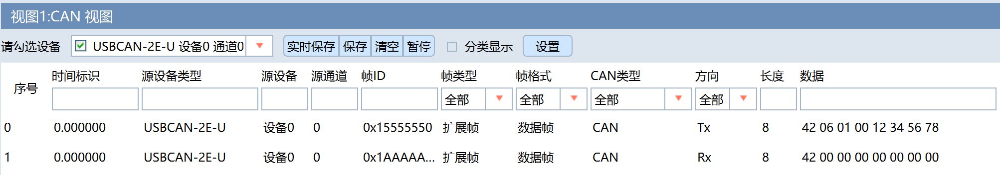 视图1:CAN 视图
请勾选设备 USBCAN-2E-U 设备0 通道0 实时保存 保存 清空 暂停 分类显示 设置
序号 时间标识 源设备类型 源设备 源通道 帧ID 帧类型 帧格式 CAN类型 方向 长度 数据
全部 全部 全部 全部
0 0.000000 USBCAN-2E-U 设备0 0 0x15555550 扩展帧 数据帧 CAN Tx 8 42 06 01 00 12 34 56 78
1 0.000000 USBCAN-2E-U 设备0 0 0x1AAAAA... 扩展帧 数据帧 CAN Rx 8 42 00 00 00 00 00 00 00